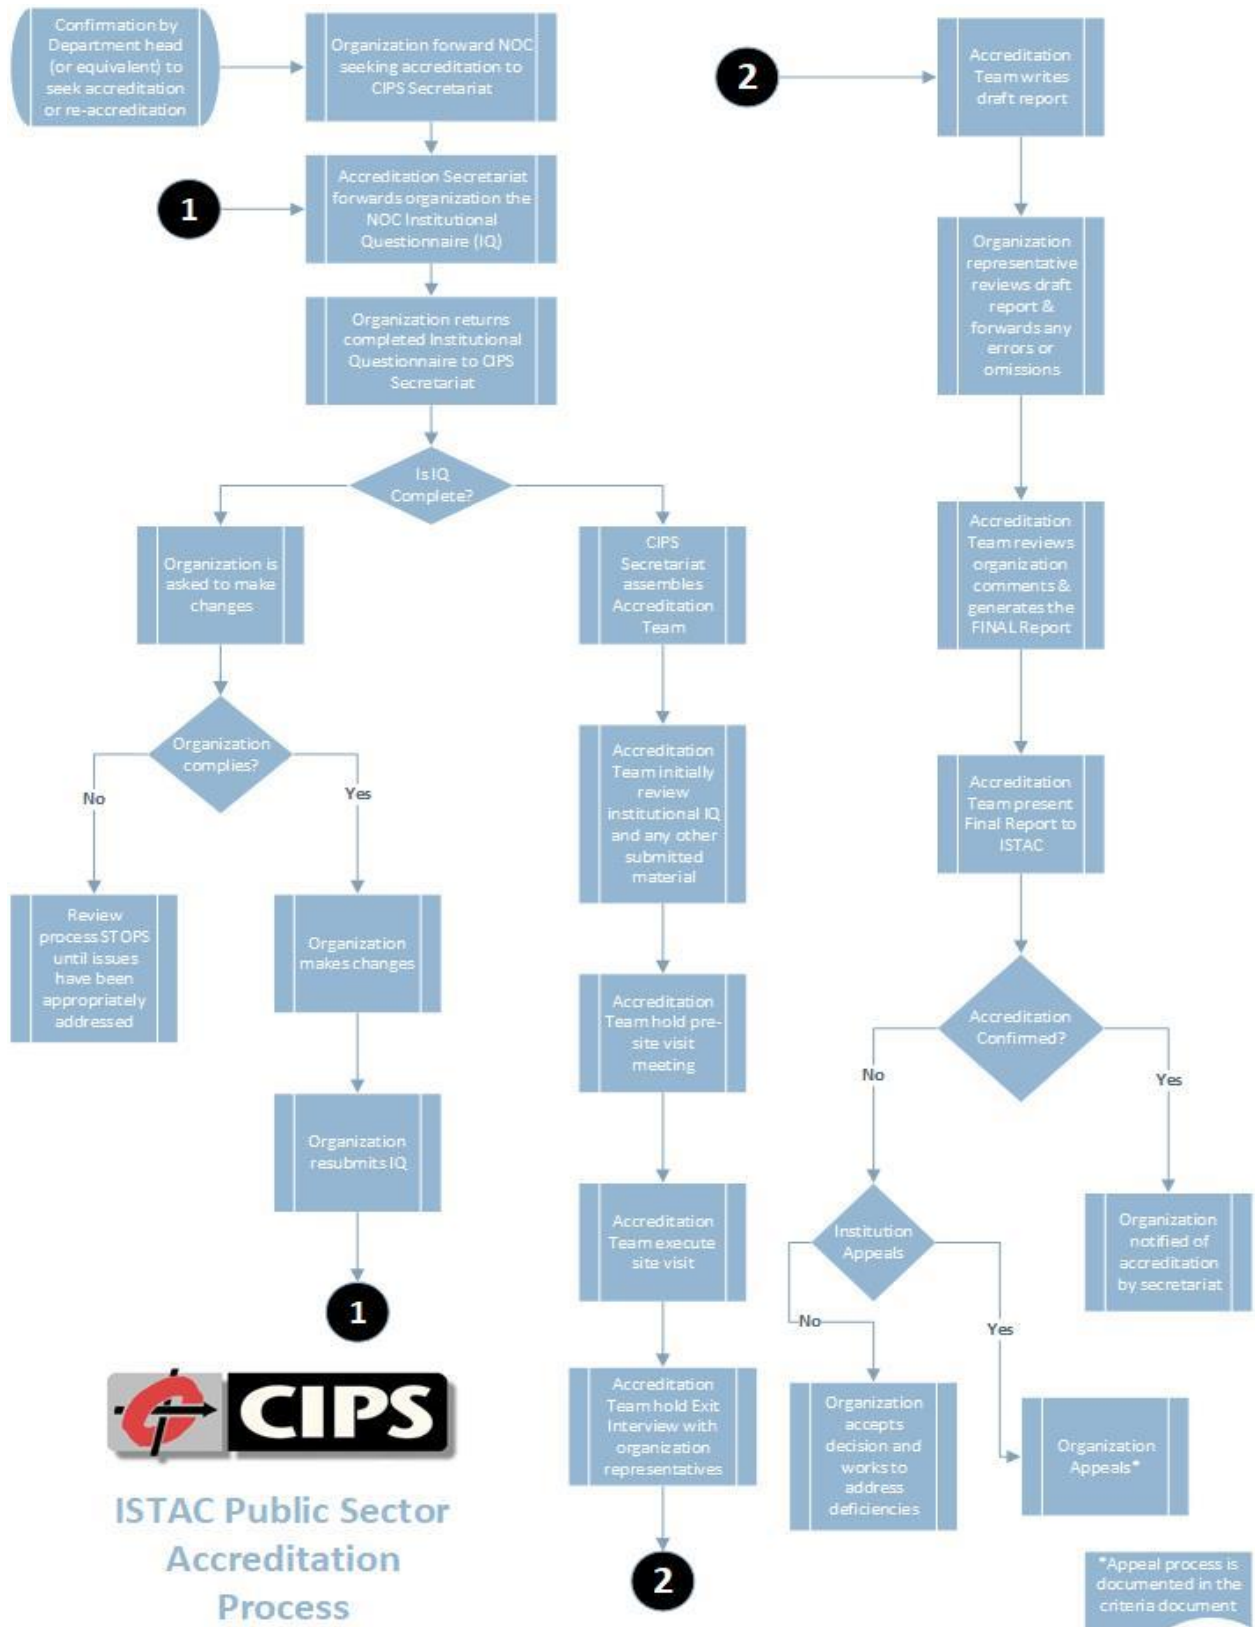 Confirmation by
Department head
(or equivalent) to
seek accreditation
or re-accreditation
Organization forward NOC
seeking accreditation to
CIPS Secretariat
1
Accreditation Secretariat
forwards organization the
NOC Institutional
Questionnaire (IQ)
Organization returns
completed Institutional
Questionnaire to CIPS
Secretariat
Is IQ
Complete?
Organization is
asked to make
changes
Organization
complies?
No
Yes
Review
process STOPS
until issues
have been
appropriately
addressed
Organization
makes changes
Organization
resubmits IQ
1
CIPS
Secretariat
assembles
Accreditation
Team
Accreditation
Team initially
review
institutional IQ
and any other
submitted
material
Accreditation
Team hold pre-
site visit
meeting
Accreditation
Team execute
site visit
Accreditation
Team hold Exit
Interview with
organization
representatives
2
2
Accreditation
Team writes
draft report
Organization
representative
reviews draft
report &
forwards any
errors or
omissions
Accreditation
Team reviews
organization
comments &
generates the
FINAL Report
Accreditation
Team present
Final Report to
ISTAC
Accreditation
Confirmed?
No
Yes
Institution
Appeals
Organization
notified of
accreditation
by secretariat
No
Yes
Organization
accepts
decision and
works to
address
deficiencies
Organization
Appeals*
*Appeal process is
documented in the
criteria document
CIPS
ISTAC Public Sector
Accreditation
Process